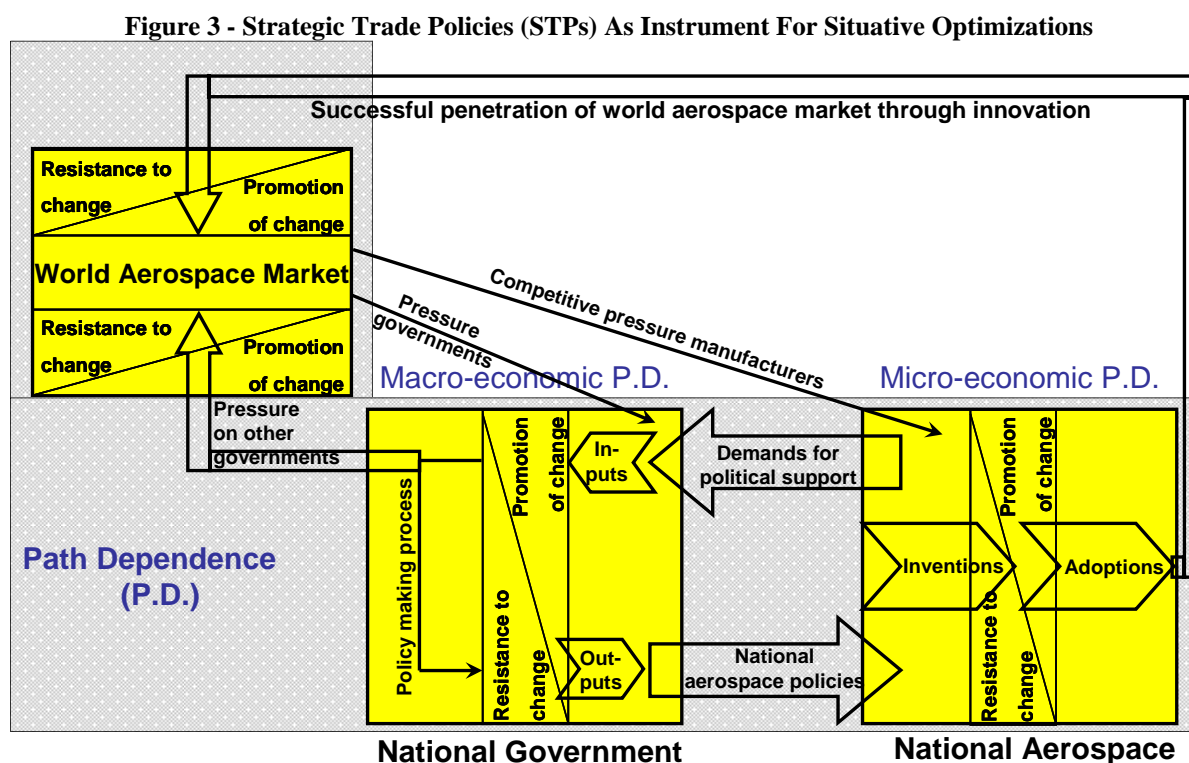 Figure 3 - Strategic Trade Policies (STPs) As Instrument For Situative Optimizations
Successful penetration of world aerospace market through innovation
Resistance to
change
Promotion
of change
World Aerospace Market
Resistance to
change
Promotion
of change
Competitive pressure manufacturers
Pressure
governments
Macro-economic P.D.
Micro-economic P.D.
Pressure
on other
governments
Policy making process
Promotion
of change
Resistance to
change
In-
puts
Out-
puts
Demands for
political support
National
aerospace policies
Inventions
Promotion
of change
Resistance to
change
Adoptions
Path Dependence
(P.D.)
National Government
National Aerospace